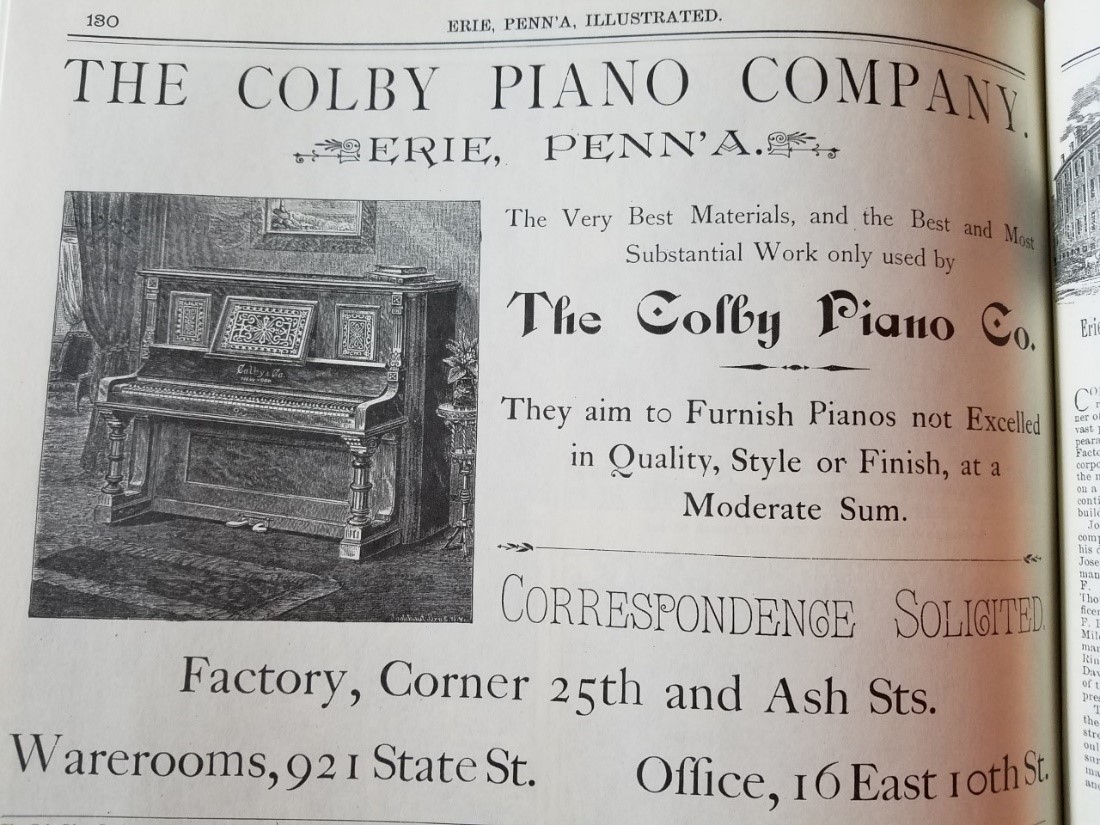 130
ERIE, PENN'A, ILLUSTRATED.
THE COLBY PIANO COMPANY.
ERIE, PENN'A.
The Very Best Materials, and the Best and Most
Substantial Work only used by
The Colby Piano Co.
Colby & Co.
They aim to Furnish Pianos not Excelled
in Quality, Style or Finish, at a
Moderate Sum.
CORRESPONDENCE SOLICITED.
Factory, Corner 25th and Ash Sts.
Warerooms, 921 State St.
Office, 16 East 10th St.
Erie